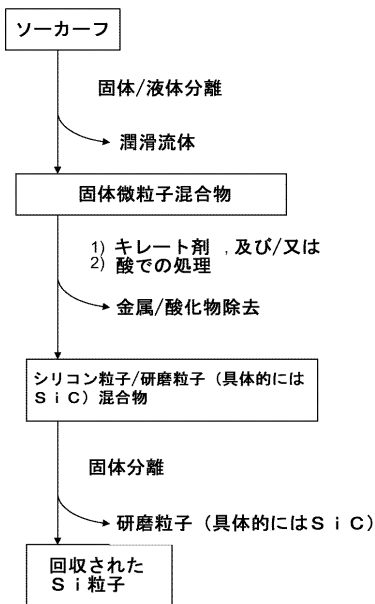 ソーカーフ
固体/液体分離
潤滑流体
固体微粒子混合物
1) キレート剤 , 及び/又は
2) 酸での処理
金属/酸化物除去
シリコン粒子/研磨粒子（具体的には
ＳｉＣ）混合物
固体分離
研磨粒子（具体的にはＳｉＣ）
回収された
Ｓｉ粒子